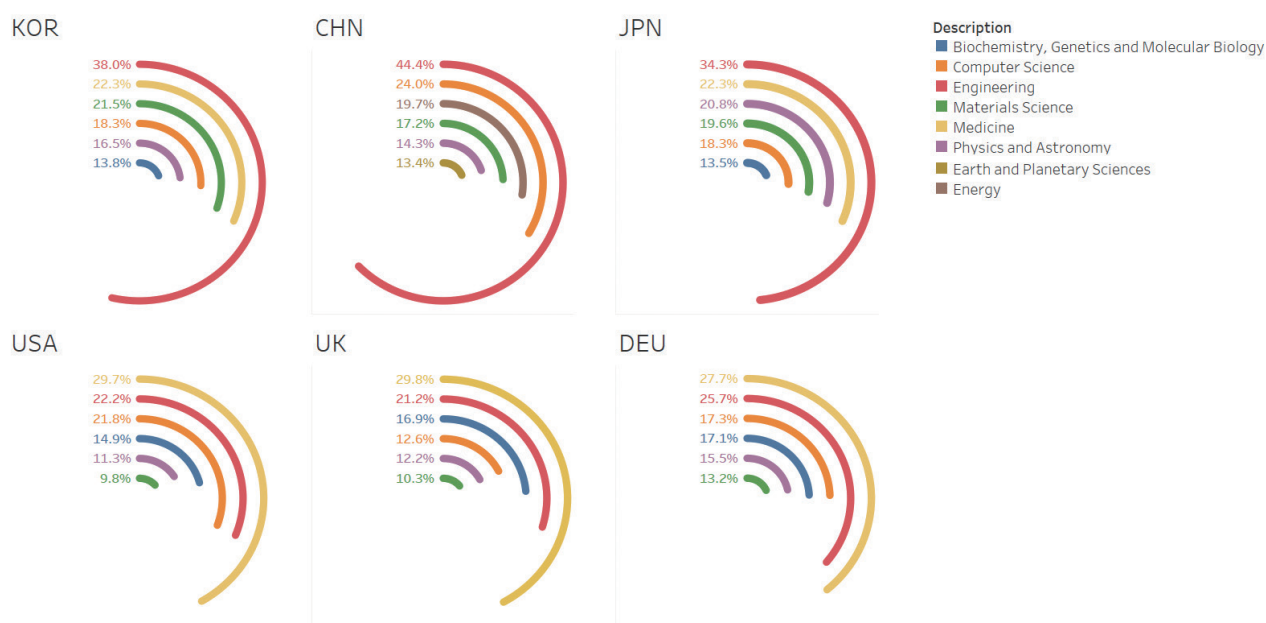 KOR
38.0%
22.3%
21.5%
18.3%
16.5%
13.8%
CHN
44.4%
24.0%
19.7%
17.2%
14.3%
13.4%
JPN
34.3%
22.3%
20.8%
19.6%
18.3%
13.5%
Description
Biochemistry, Genetics and Molecular Biology
Computer Science
Engineering
Materials Science
Medicine
Physics and Astronomy
Earth and Planetary Sciences
Energy
USA
29.7%
22.2%
21.8%
14.9%
11.3%
9.8%
UK
29.8%
21.2%
16.9%
12.6%
12.2%
10.3%
DEU
27.7%
25.7%
17.3%
17.1%
15.5%
13.2%